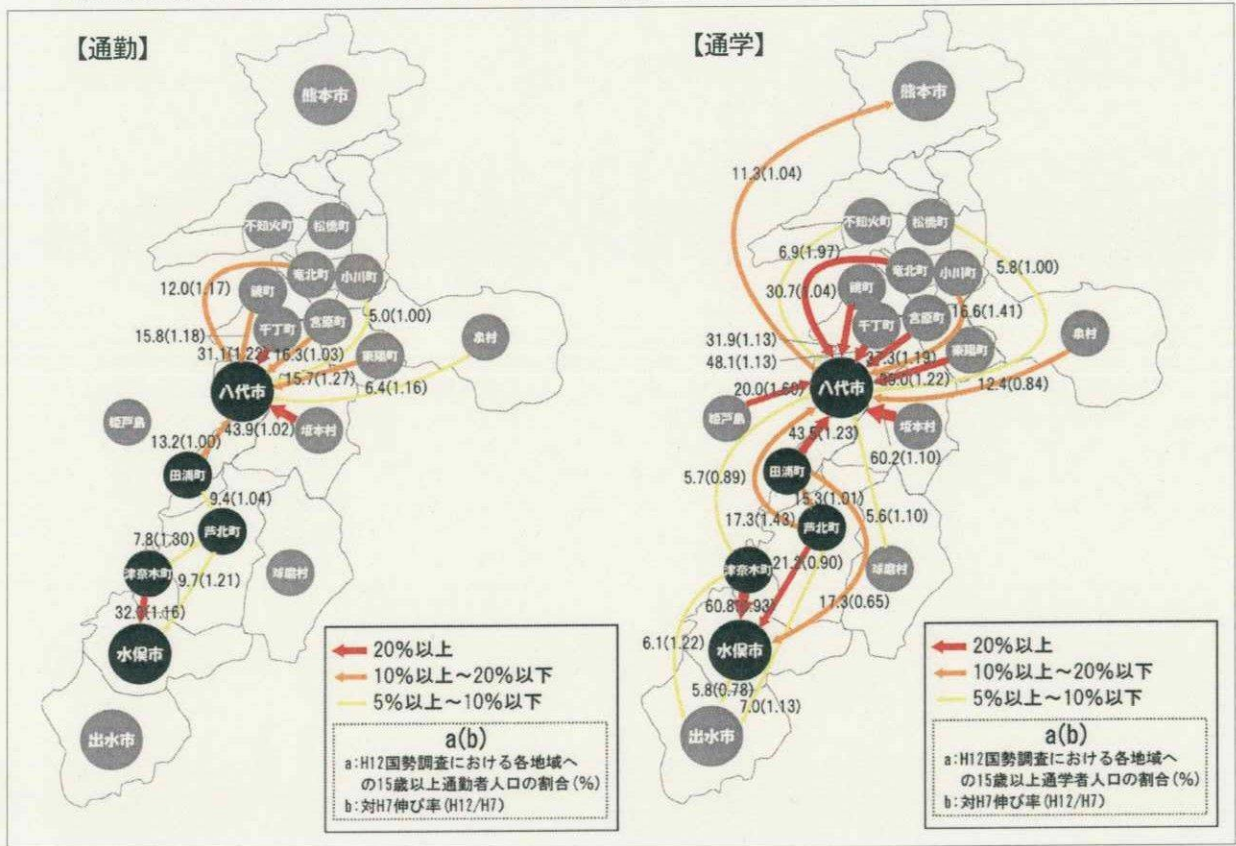 【通勤】
熊本市
不知火町
松橋町
竜北町
小川町
鏡町
12.0(1.17)
千丁町
宮原町
5.0(1.00)
泉村
15.8(1.18)
東陽町
31.1(1.22)
16.3(1.03)
15.7(1.27)
6.4(1.16)
八代市
姫戸島
43.9(1.02)
坂本村
13.2(1.00)
田浦町
9.4(1.04)
芦北町
7.8(1.30)
津奈木町
9.7(1.21)
球磨村
水俣市
出水市
20%以上
10%以上～20%以下
5%以上～10%以下
a(b)
a:H12国勢調査における各地域へ
の15歳以上通勤者人口の割合(%)
b:対H7伸び率(H12/H7)
【通学】
熊本市
11.3(1.04)
不知火町
松橋町
6.9(1.97)
竜北町
小川町
5.8(1.00)
30.7(1.04)
鏡町
16.6(1.41)
千丁町
宮原町
泉村
31.9(1.13)
東陽町
48.1(1.13)
12.4(0.84)
八代市
姫戸島
坂本村
43.5(1.23)
60.2(1.10)
田浦町
5.7(0.89)
15.3(1.01)
17.3(1.43)
芦北町
5.6(1.10)
21.2(0.90)
津奈木町
球磨村
60.8(0.93)
17.3(0.65)
6.1(1.22)
水俣市
5.8(0.78)
7.0(1.13)
出水市
20%以上
10%以上～20%以下
5%以上～10%以下
a(b)
a:H12国勢調査における各地域へ
の15歳以上通学者人口の割合(%)
b:対H7伸び率(H12/H7)